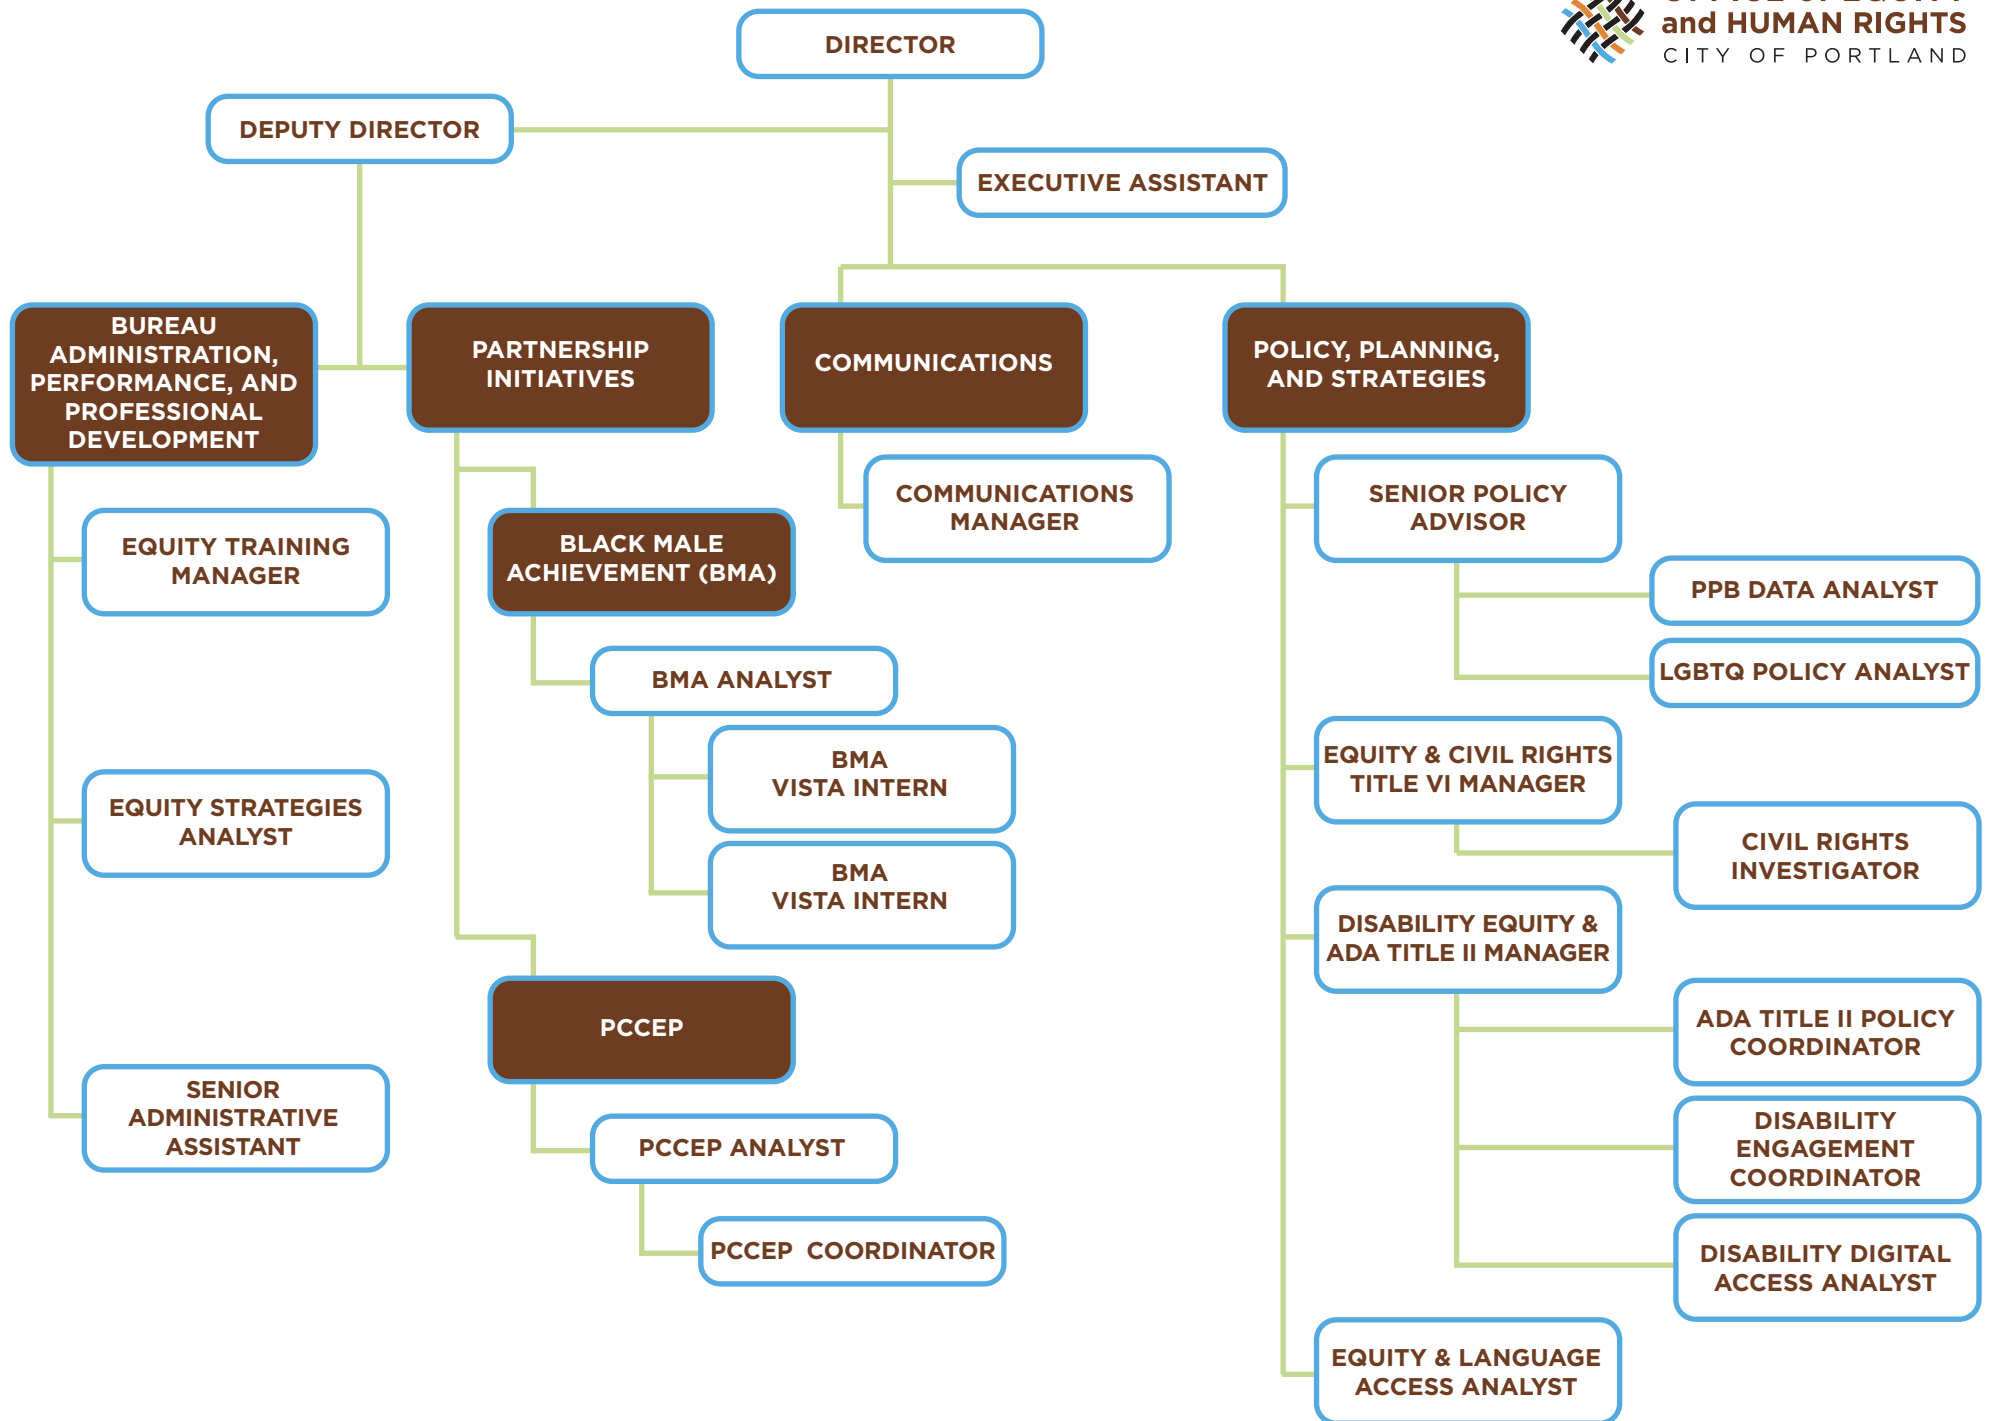 OFFICE of EQUITY
and HUMAN RIGHTS
CITY OF PORTLAND
DIRECTOR
DEPUTY DIRECTOR
EXECUTIVE ASSISTANT
BUREAU
ADMINISTRATION,
PERFORMANCE, AND
PROFESSIONAL
DEVELOPMENT
EQUITY TRAINING
MANAGER
EQUITY STRATEGIES
ANALYST
SENIOR
ADMINISTRATIVE
ASSISTANT
PARTNERSHIP
INITIATIVES
BLACK MALE
ACHIEVEMENT (BMA)
BMA ANALYST
BMA
VISTA INTERN
BMA
VISTA INTERN
PCCEP
PCCEP ANALYST
PCCEP COORDINATOR
COMMUNICATIONS
COMMUNICATIONS
MANAGER
POLICY, PLANNING,
AND STRATEGIES
SENIOR POLICY
ADVISOR
PPB DATA ANALYST
LGBTQ POLICY ANALYST
EQUITY & CIVIL RIGHTS
TITLE VI MANAGER
CIVIL RIGHTS
INVESTIGATOR
DISABILITY EQUITY &
ADA TITLE II MANAGER
ADA TITLE II POLICY
COORDINATOR
DISABILITY
ENGAGEMENT
COORDINATOR
DISABILITY DIGITAL
ACCESS ANALYST
EQUITY & LANGUAGE
ACCESS ANALYST